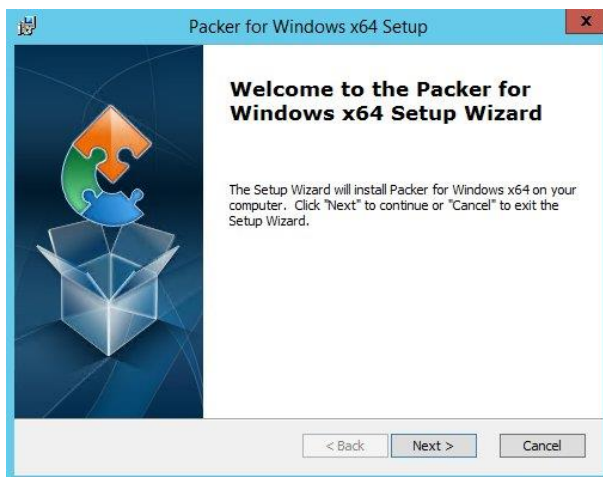 Packer for Windows x64 Setup
x
Welcome to the Packer for
Windows x64 Setup Wizard
The Setup Wizard will install Packer for Windows x64 on your
computer. Click "Next" to continue or "Cancel" to exit the
Setup Wizard.
< Back Next > Cancel